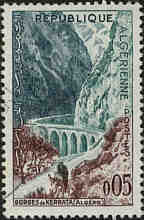 REPUBLIQUE
ALGERIENNE
0.05
GORGES DE KERRATA (ALGERIE)